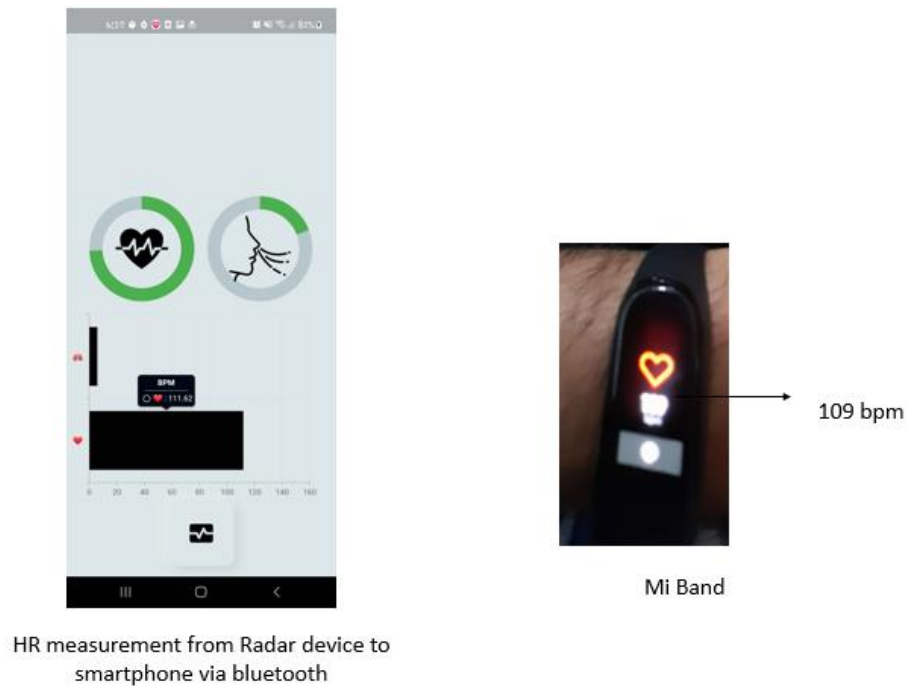 BPM
: 111.62
0 20 40 60 80 100 120 140 160
109 bpm
Mi Band
HR measurement from Radar device to
smartphone via bluetooth